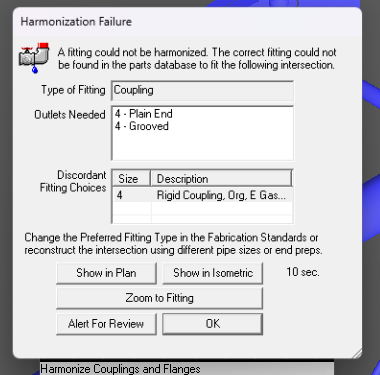 Harmonization Failure
A fitting could not be harmonized. The correct fitting could not
be found in the parts database to fit the following intersection.
Type of Fitting Coupling
Outlets Needed 4 - Plain End
4 - Grooved
Discordant
Fitting Choices
Size Description
4 Rigid Coupling, Org, E Gas...
Change the Preferred Fitting Type in the Fabrication Standards or
reconstruct the intersection using different pipe sizes or end preps.
Show in Plan Show in Isometric 10 sec.
Zoom to Fitting
Alert For Review OK
Harmonize Couplings and Flanges